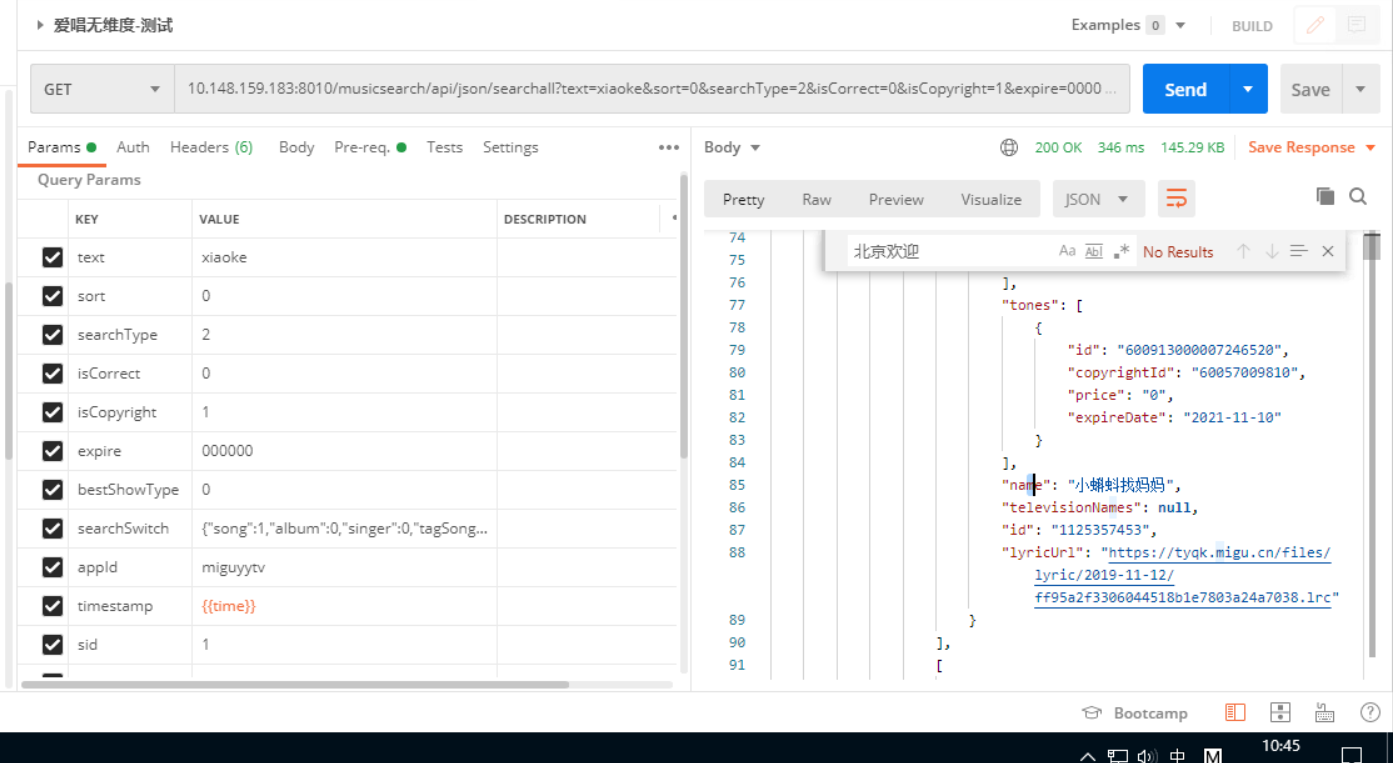 爱唱无维度-测试
Examples 0 BUILD
GET 10.148.159.183:8010/musicsearch/api/json/searchall?text=xiaoke&sort=0&searchType=2&isCorrect=0&isCopyright=1&expire=0000 ... Send Save
Params Auth Headers (6) Body Pre-req. Tests Settings •••
Body 200 OK 346 ms 145.29 KB Save Response
Query Params
Pretty Raw Preview Visualize JSON
KEY VALUE DESCRIPTION
text xiaoke
sort 0
searchType 2
isCorrect 0
isCopyright 1
expire 000000
bestShowType 0
searchSwitch {"song":1,"album":0,"singer":0,"tagSong...
appId miguyytv
timestamp {{time}}
sid 1
北京欢迎 Aa Abl .* No Results
74
75
76 ],
77 "tones": [
78 {
79 "id": "600913000007246520",
80 "copyrightId": "60057009810",
81 "price": "0",
82 "expireDate": "2021-11-10"
83 }
84 ],
85 "name": "小蝌蚪找妈妈",
86 "televisionNames": null,
87 "id": "1125357453",
88 "lyricUrl": "https://tyqk.migu.cn/files/
lyric/2019-11-12/
ff95a2f3306044518b1e7803a24a7038.lrc"
89 }
90 ],
91 [
Bootcamp
中 M 10:45